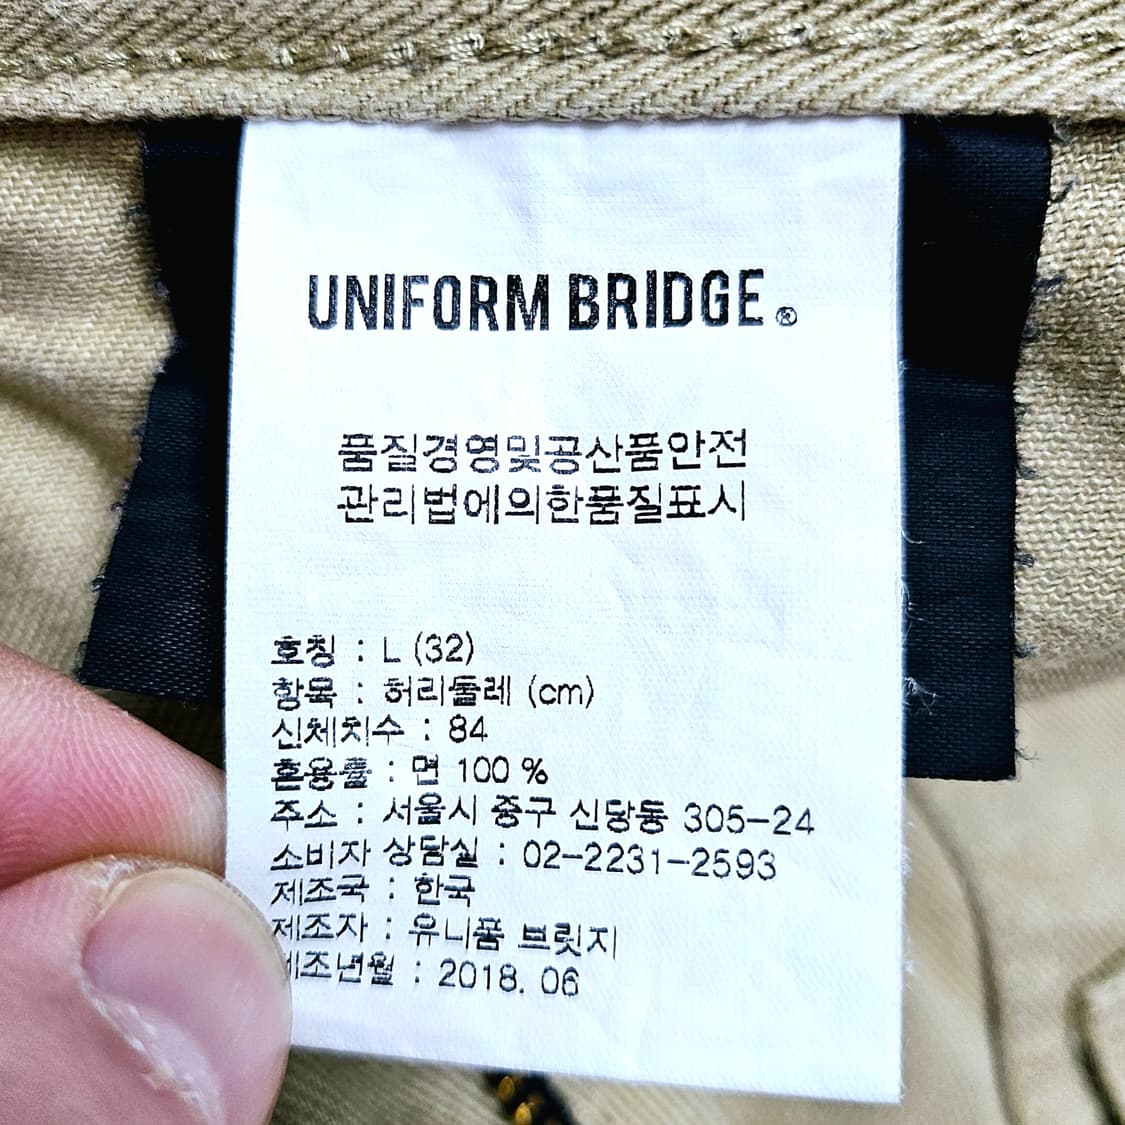 UNIFORM BRIDGE®
품질경영및공산품안전
관리법에의한품질표시
호칭 : L (32)
항목 : 허리둘레 (cm)
신체치수 : 84
혼용률 : 면 100 %
주소 : 서울시 중구 신당동 305-24
소비자 상담실 : 02-2231-2593
제조국 : 한국
제조자 : 유니폼 브릿지
제조년월 : 2018. 06